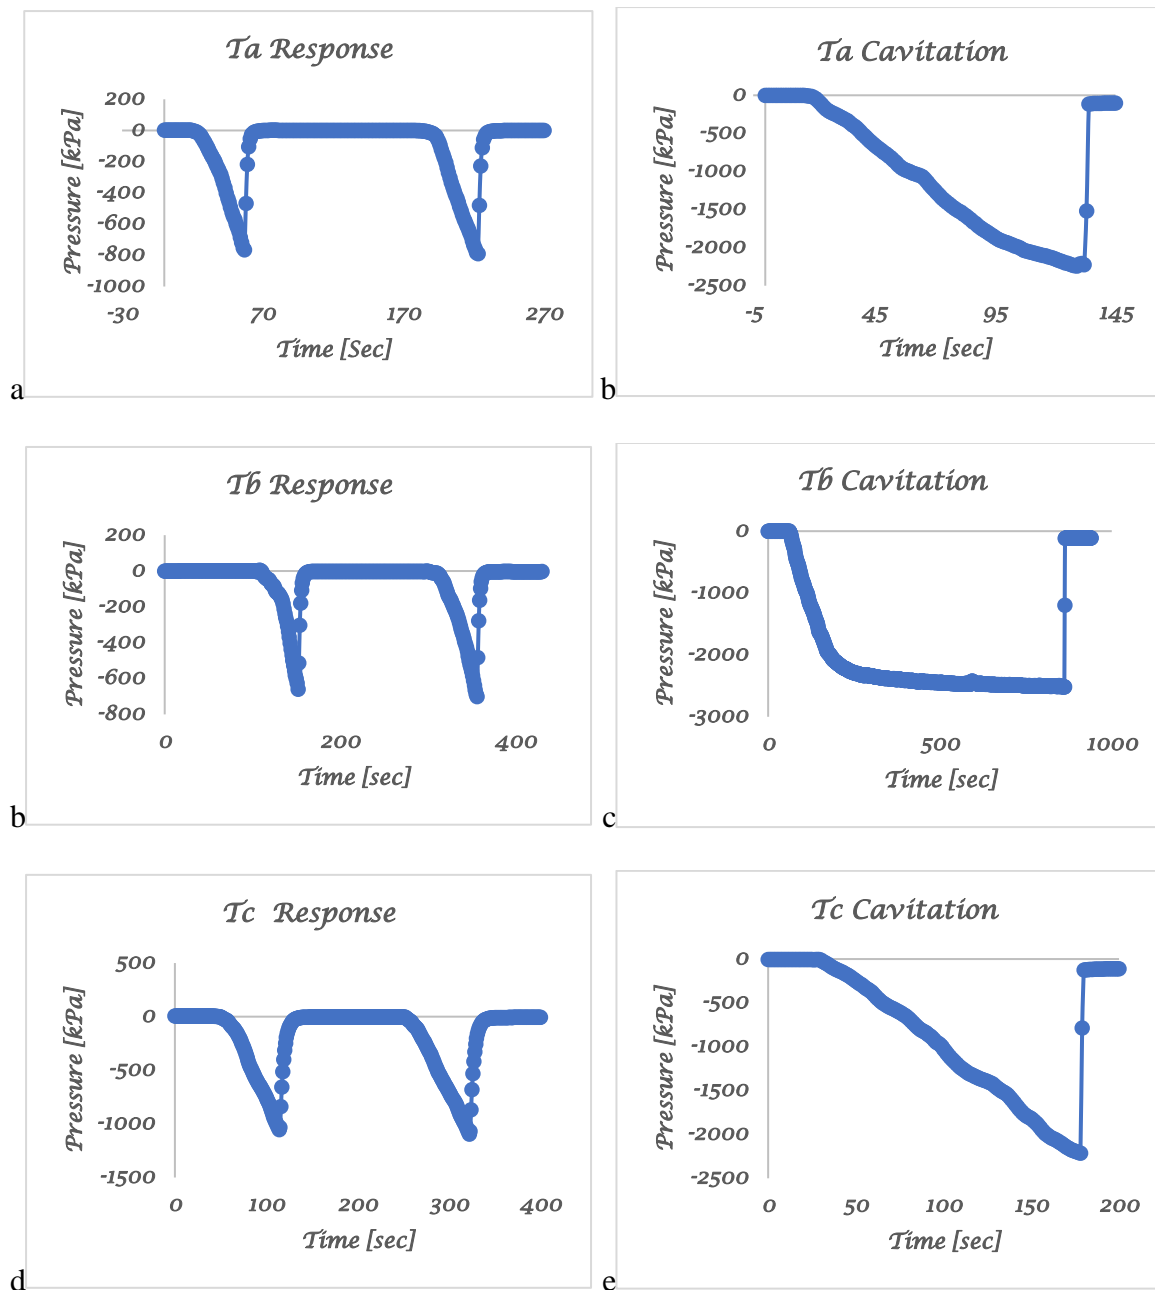 Ta Response
200
0
-200
-400
-600
-800
-1000
Pressure [kPa]
-30 70 170 270
Time [Sec]
a
Ta Cavitation
0
-500
-1000
-1500
-2000
-2500
Pressure [kPa]
-5 45 95 145
Time [sec]
b
Tb Response
200
0
-200
-400
-600
-800
Pressure [kPa]
0 200 400
Time [sec]
b
Tb Cavitation
0
-1000
-2000
-3000
Pressure [kPa]
0 500 1000
Time [sec]
c
Tc Response
500
0
-500
-1000
-1500
Pressure [kPa]
0 100 200 300 400
Time [sec]
d
Tc Cavitation
0
-500
-1000
-1500
-2000
-2500
Pressure [kPa]
0 50 100 150 200
Time [sec]
e